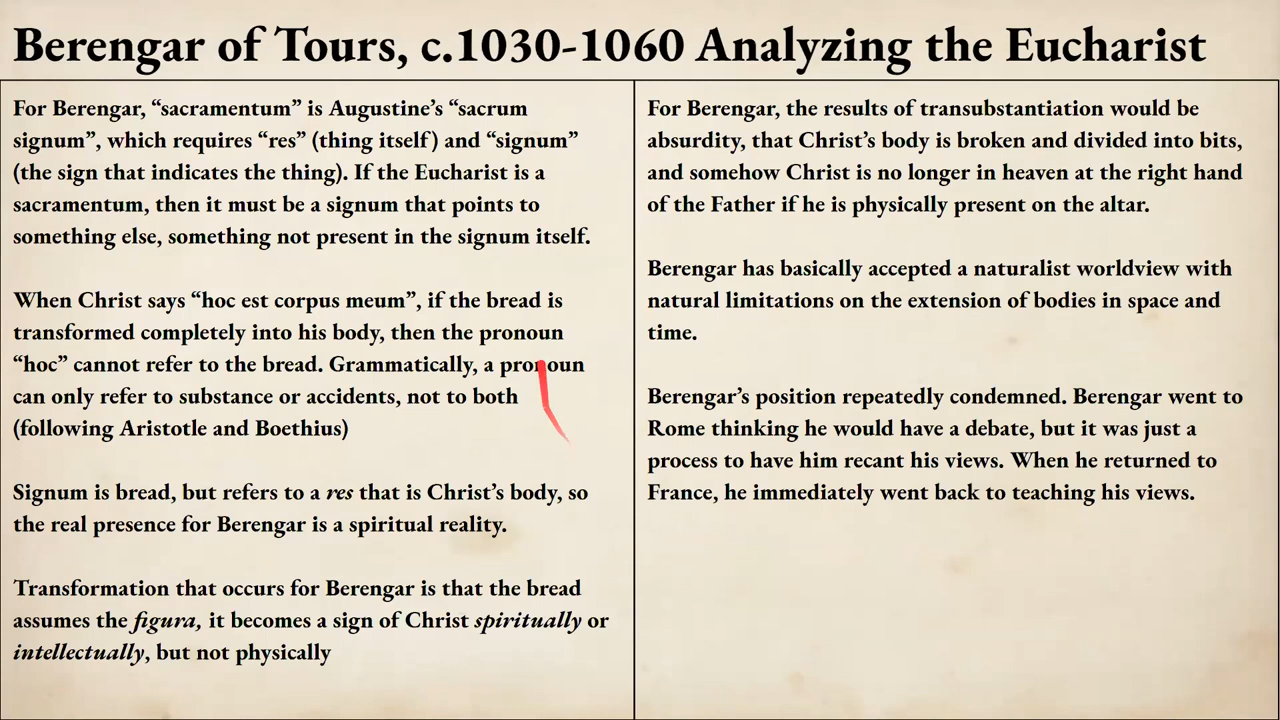 Berengar of Tours, c.1030-1060 Analyzing the Eucharist
For Berengar, “sacramentum” is Augustine’s “sacrum
signum”, which requires “res” (thing itself) and “signum”
(the sign that indicates the thing). If the Eucharist is a
sacramentum, then it must be a signum that points to
something else, something not present in the signum itself.
When Christ says “hoc est corpus meum”, if the bread is
transformed completely into his body, then the pronoun
“hoc” cannot refer to the bread. Grammatically, a pronoun
can only refer to substance or accidents, not to both
(following Aristotle and Boethius)
Signum is bread, but refers to a res that is Christ’s body, so
the real presence for Berengar is a spiritual reality.
Transformation that occurs for Berengar is that the bread
assumes the figura, it becomes a sign of Christ spiritually or
intellectually, but not physically
For Berengar, the results of transubstantiation would be
absurdity, that Christ’s body is broken and divided into bits,
and somehow Christ is no longer in heaven at the right hand
of the Father if he is physically present on the altar.
Berengar has basically accepted a naturalist worldview with
natural limitations on the extension of bodies in space and
time.
Berengar’s position repeatedly condemned. Berengar went to
Rome thinking he would have a debate, but it was just a
process to have him recant his views. When he returned to
France, he immediately went back to teaching his views.